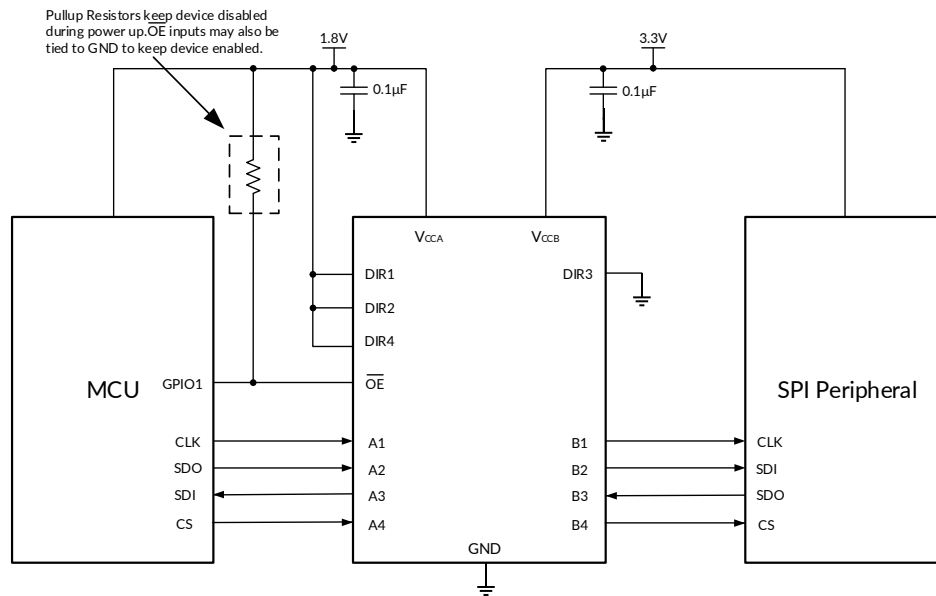 Pullup Resistors keep device disabled
during power up.OE inputs may also be
tied to GND to keep device enabled.
1.8V
3.3V
0.1µF
0.1µF
VCCA
VCCB
DIR1
DIR3
DIR2
DIR4
MCU
GPIO1
OE
SPI Peripheral
CLK
A1
B1
CLK
SDO
A2
B2
SDI
SDI
A3
B3
SDO
CS
A4
B4
CS
GND